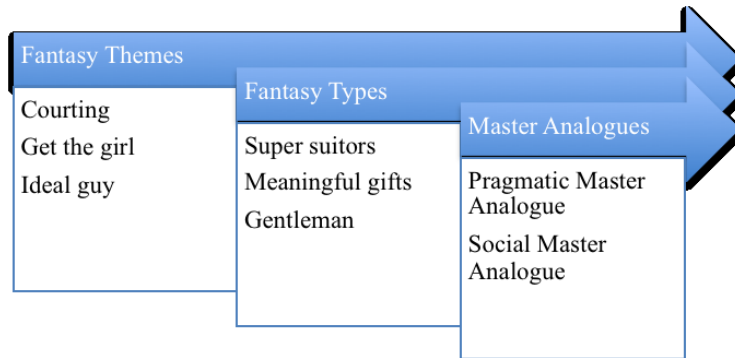 Fantasy Themes
Courting
Get the girl
Ideal guy
Fantasy Types
Super suitors
Meaningful gifts
Gentleman
Master Analogues
Pragmatic Master
Analogue
Social Master
Analogue